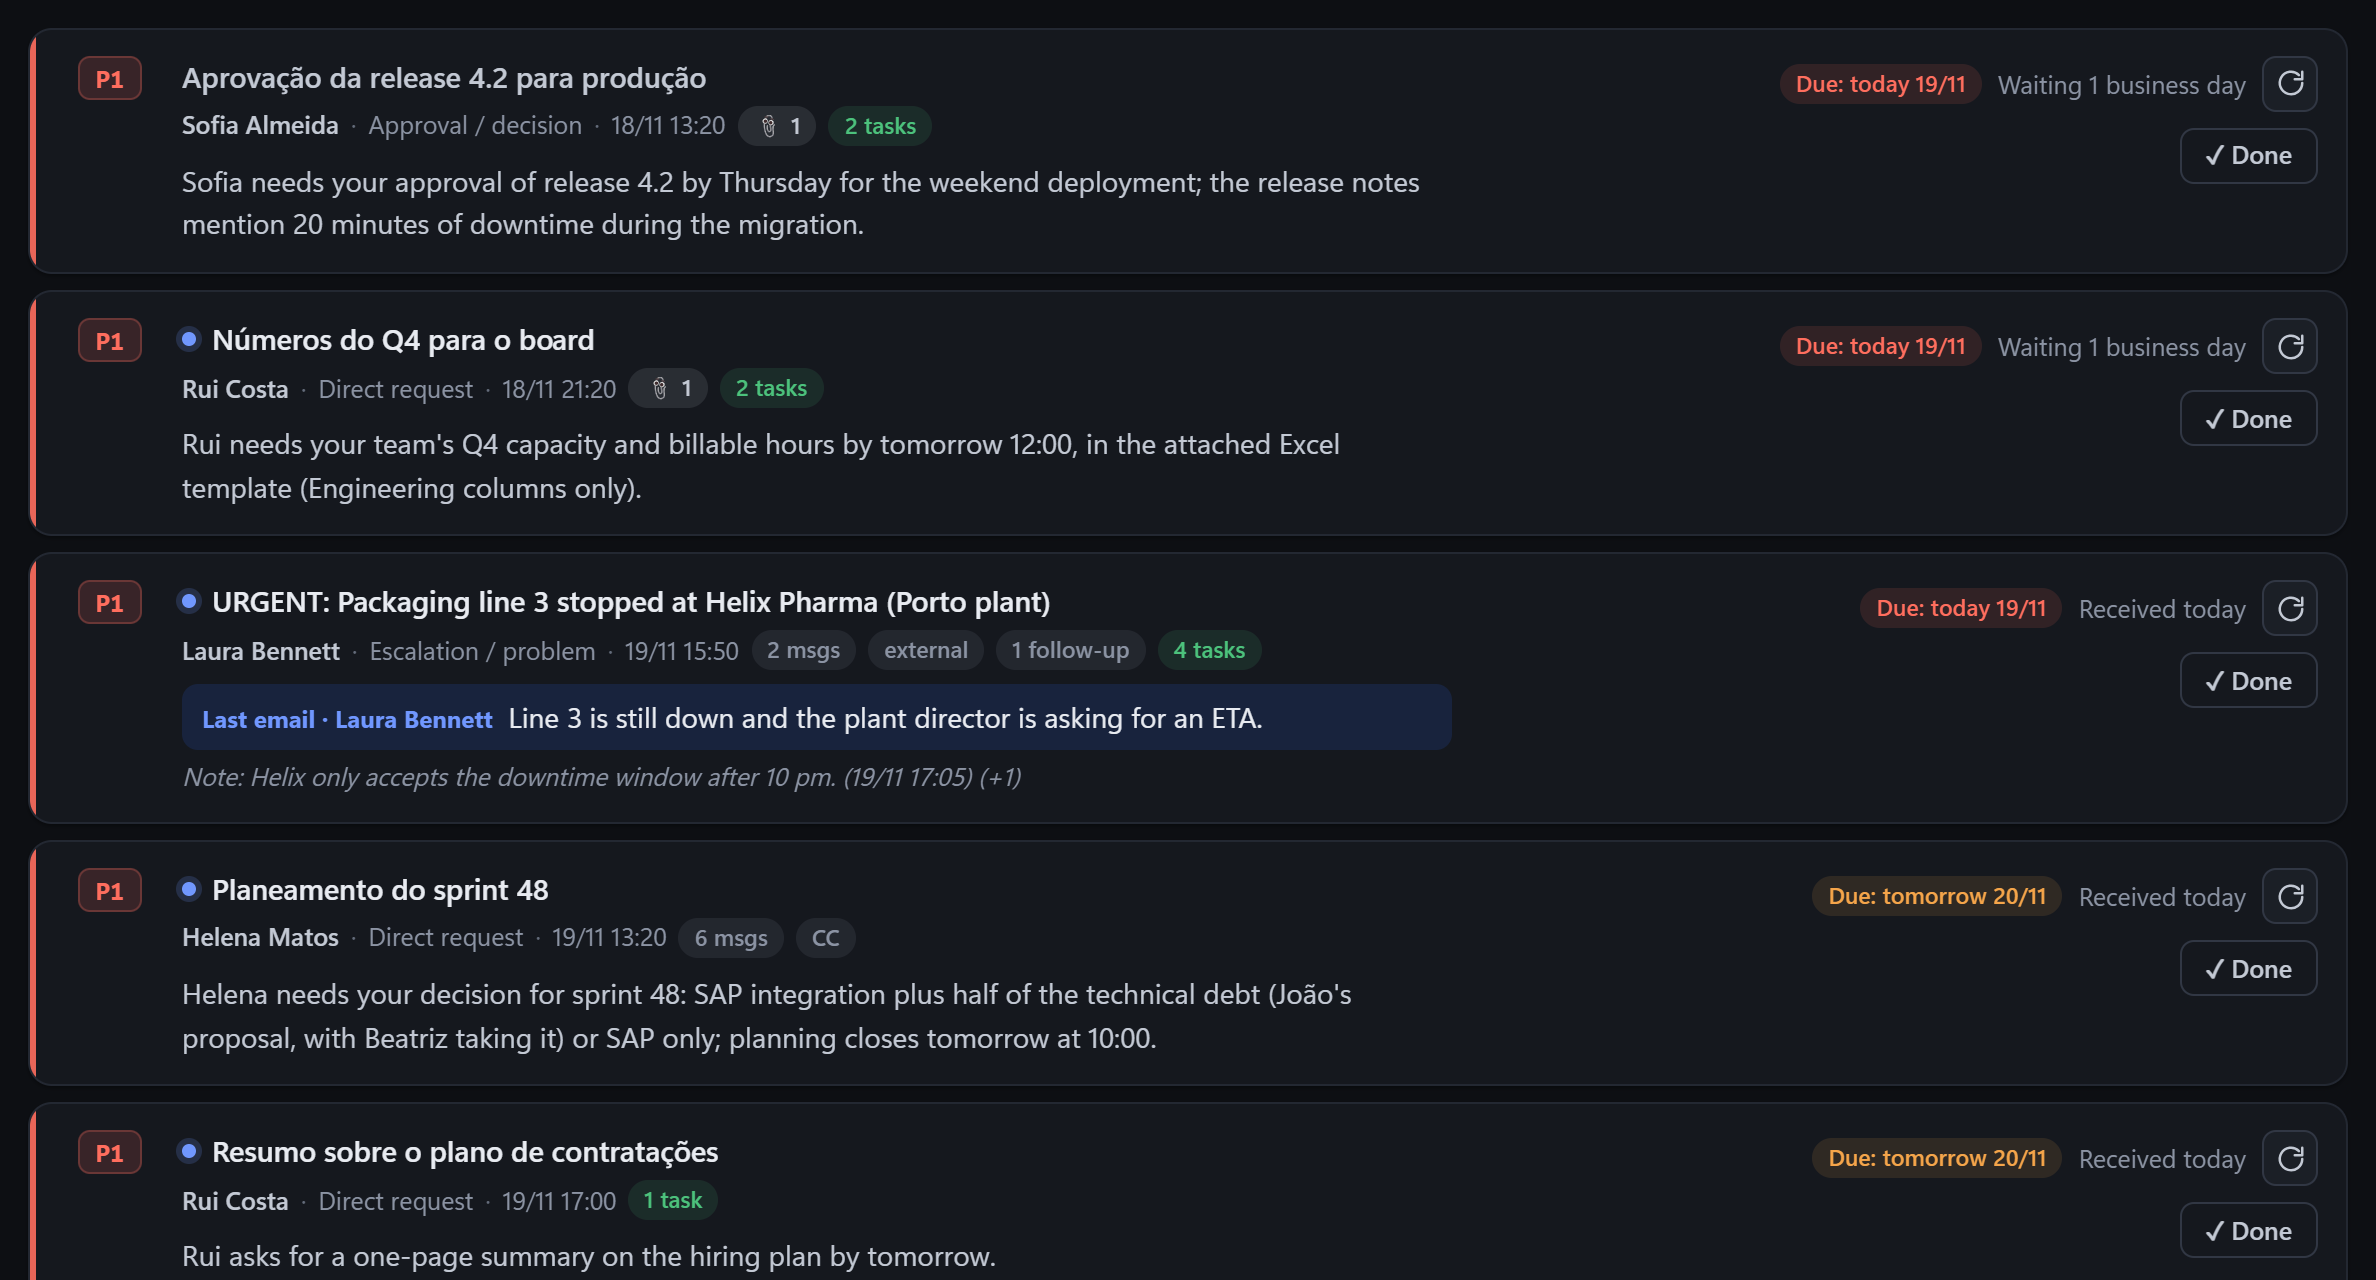 P1 Aprovação da release 4.2 para produção Due: today 19/11 Waiting 1 business day
Sofia Almeida · Approval / decision · 18/11 13:20 1 2 tasks
✓ Done
Sofia needs your approval of release 4.2 by Thursday for the weekend deployment; the release notes
mention 20 minutes of downtime during the migration.
P1 Números do Q4 para o board Due: today 19/11 Waiting 1 business day
Rui Costa · Direct request · 18/11 21:20 1 2 tasks
✓ Done
Rui needs your team's Q4 capacity and billable hours by tomorrow 12:00, in the attached Excel
template (Engineering columns only).
P1 URGENT: Packaging line 3 stopped at Helix Pharma (Porto plant) Due: today 19/11 Received today
Laura Bennett · Escalation / problem · 19/11 15:50 2 msgs external 1 follow-up 4 tasks
✓ Done
Last email · Laura Bennett Line 3 is still down and the plant director is asking for an ETA.
Note: Helix only accepts the downtime window after 10 pm. (19/11 17:05) (+1)
P1 Planeamento do sprint 48 Due: tomorrow 20/11 Received today
Helena Matos · Direct request · 19/11 13:20 6 msgs CC
✓ Done
Helena needs your decision for sprint 48: SAP integration plus half of the technical debt (João's
proposal, with Beatriz taking it) or SAP only; planning closes tomorrow at 10:00.
P1 Resumo sobre o plano de contratações Due: tomorrow 20/11 Received today
Rui Costa · Direct request · 19/11 17:00 1 task
✓ Done
Rui asks for a one-page summary on the hiring plan by tomorrow.